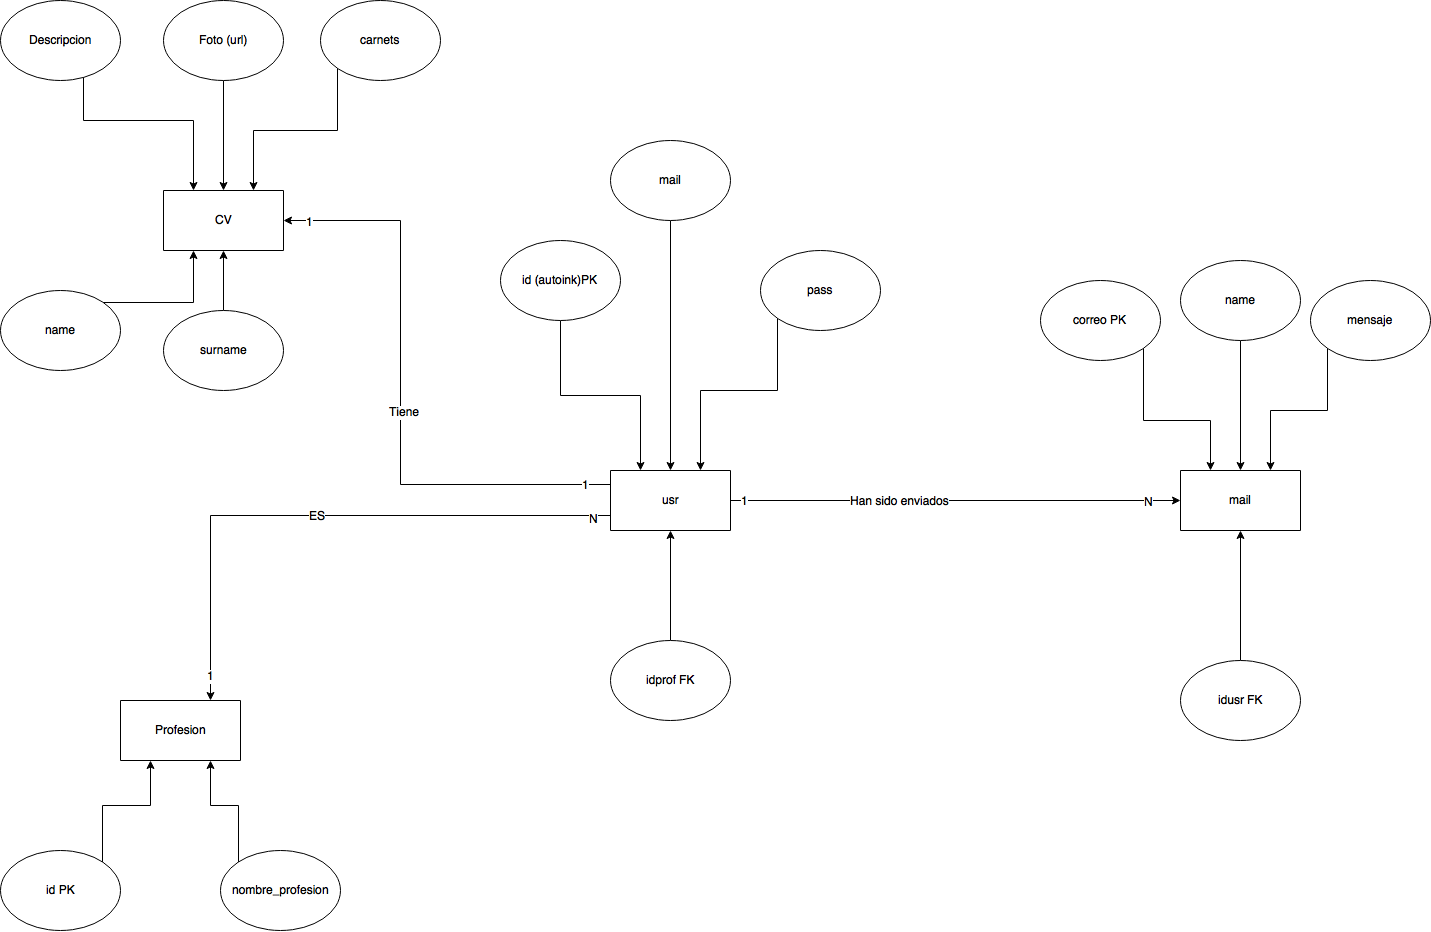 Descripcion
Foto (url)
carnets
CV
1
name
surname
mail
id (autoink)PK
pass
correo PK
name
mensaje
Tiene
1
usr
1
Han sido enviados
N
mail
ES
N
1
idprof FK
idusr FK
Profesion
id PK
nombre_profesion